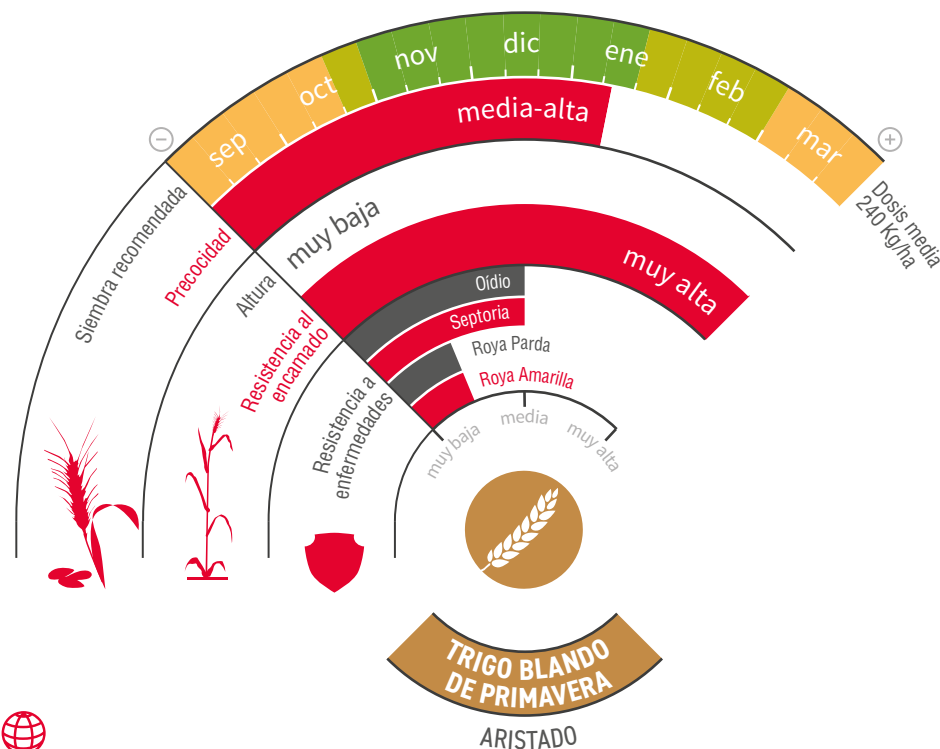 sep oct nov dic ene feb mar
Siembra recomendada
Dosis media
240 Kg/ha
Precocidad
media-alta
Altura
muy baja
Resistencia al
encamado
muy alta
Resistencia a
enfermedades
Oídio
Septoria
Roya Parda
Roya Amarilla
muy baja media muy alta
TRIGO BLANDO
DE PRIMAVERA
ARISTADO